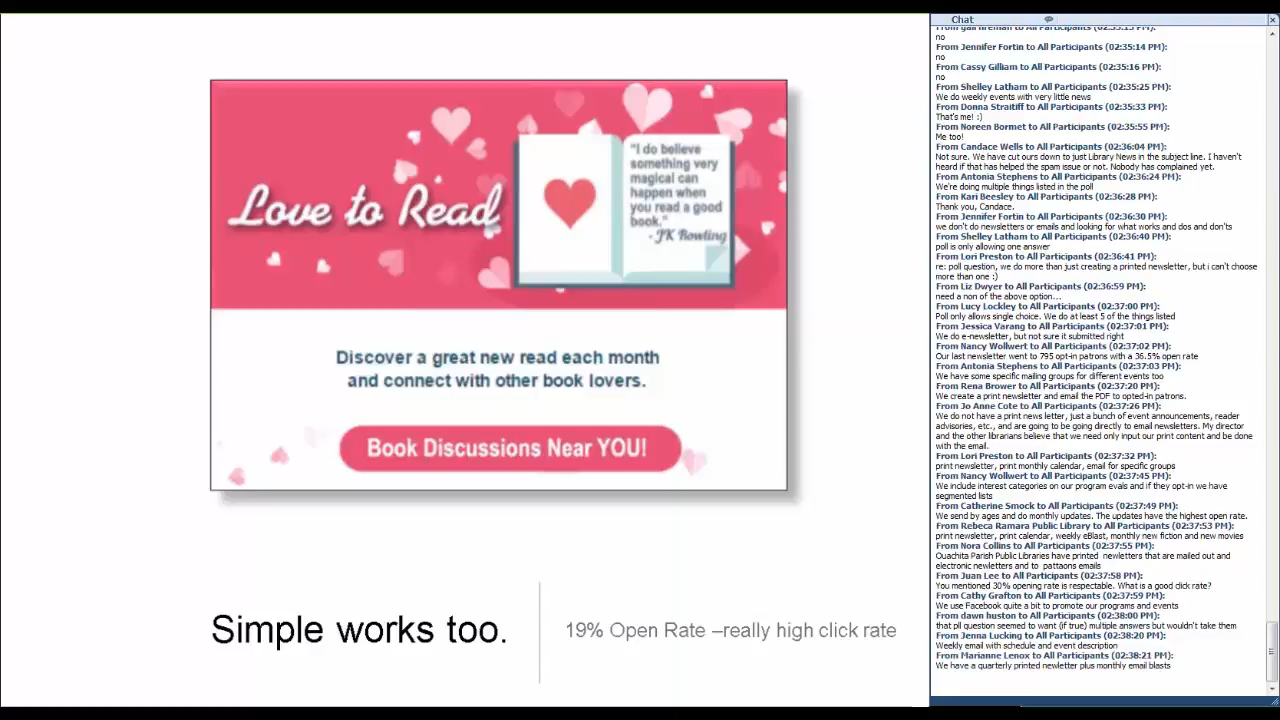 Love to Read
"I do believe
something very
magical can
happen when
you read a good
book."
- JK Rowling
Discover a great new read each month
and connect with other book lovers.
Book Discussions Near YOU!
Simple works too.
19% Open Rate –really high click rate
Chat
no
From Jennifer Fortin to All Participants (02:35:14 PM):
no
From Cassy Gilliam to All Participants (02:35:16 PM):
no
From Shelley Latham to All Participants (02:35:25 PM):
We do weekly events with very little news
From Donna Straitiff to All Participants (02:35:33 PM):
That's me! :)
From Noreen Bormet to All Participants (02:35:55 PM):
Me too!
From Candace Wells to All Participants (02:36:04 PM):
Not sure. We have cut ours down to just Library News in the subject line. I haven't
heard if that has helped the spam issue or not. Nobody has complained yet.
From Antonia Stephens to All Participants (02:36:24 PM):
We're doing multiple things listed in the poll
From Kari Beesley to All Participants (02:36:28 PM):
Thank you, Candace.
From Jennifer Fortin to All Participants (02:36:30 PM):
we don't do newsletters or emails and looking for what works and dos and don'ts
From Shelley Latham to All Participants (02:36:40 PM):
poll is only allowing one answer
From Lori Preston to All Participants (02:36:41 PM):
re: poll question, we do more than just creating a printed newsletter, but i can't choose
more than one :)
From Liz Dwyer to All Participants (02:36:59 PM):
need a non of the above option...
From Lucy Lockley to All Participants (02:37:00 PM):
Poll only allows single choice. We do at least 5 of the things listed
From Jessica Varang to All Participants (02:37:01 PM):
We do e-newsletter, but not sure it submitted right
From Nancy Wollwert to All Participants (02:37:02 PM):
Our last newsletter went to 795 opt-in patrons with a 36.5% open rate
From Antonia Stephens to All Participants (02:37:03 PM):
We have some specific mailing groups for different events too
From Rena Brower to All Participants (02:37:20 PM):
We create a print newsletter and email the PDF to opted-in patrons.
From Jo Anne Cote to All Participants (02:37:26 PM):
We do not have a print news letter, just a bunch of event announcements, reader
advisories, etc., and are going to be going directly to email newsletters. My director
and the other librarians believe that we need only input our print content and be done
with the email.
From Lori Preston to All Participants (02:37:32 PM):
print newsletter, print monthly calendar, email for specific groups
From Nancy Wollwert to All Participants (02:37:45 PM):
We include interest categories on our program evals and if they opt-in we have
segmented lists
From Catherine Smock to All Participants (02:37:49 PM):
We send by ages and do monthly updates. The updates have the highest open rate.
From Rebeca Ramara Public Library to All Participants (02:37:53 PM):
print newsletter, print calendar, weekly eBlast, monthly new fiction and new movies
From Nora Collins to All Participants (02:37:55 PM):
Ouachita Parish Public Libraries have printed newletters that are mailed out and
electronic newletters and to pattaons emails
From Juan Lee to All Participants (02:37:58 PM):
You mentioned 30% opening rate is respectable. What is a good click rate?
From Cathy Grafton to All Participants (02:37:59 PM):
We use Facebook quite a bit to promote our programs and events
From dawn huston to All Participants (02:38:00 PM):
that pll question seemed to want (if true) multiple answers but wouldn't take them
From Jenna Lucking to All Participants (02:38:20 PM):
Weekly email with schedule and event description
From Marianne Lenox to All Participants (02:38:21 PM):
We have a quarterly printed newletter plus monthly email blasts